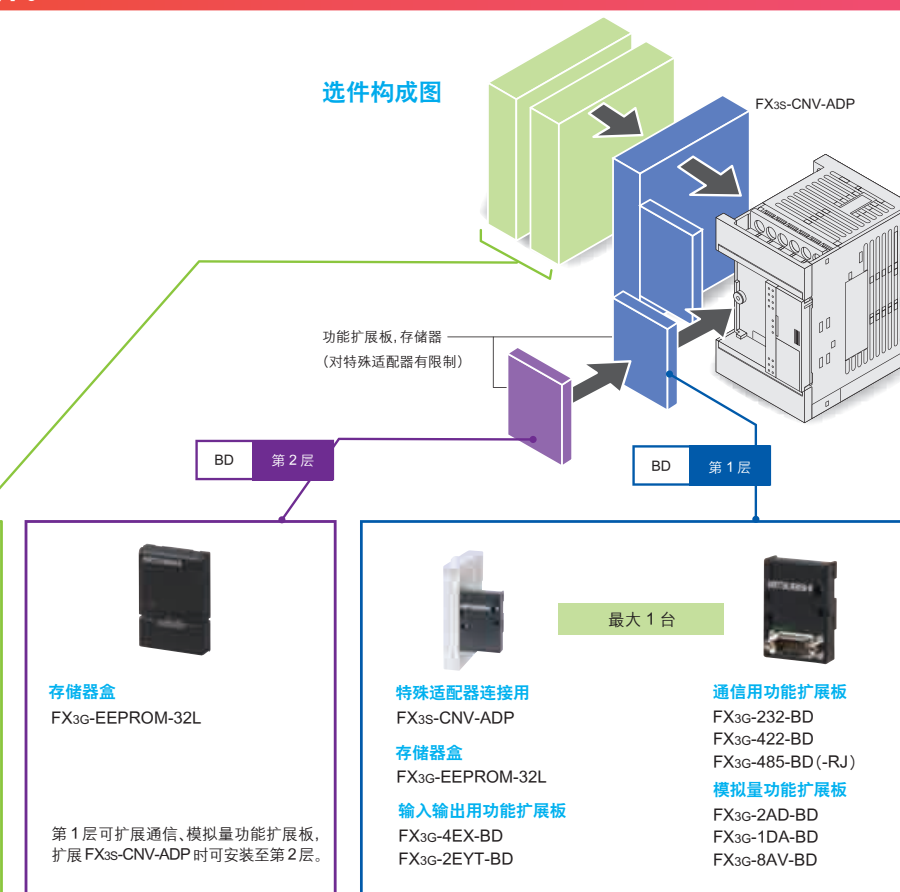 选件构成图
FX3S-CNV-ADP
功能扩展板,存储器
(对特殊适配器有限制)
BD 第2层
BD 第1层
存储器盒
FX3G-EEPROM-32L
第1层可扩展通信、模拟量功能扩展板,
扩展FX3S-CNV-ADP时可安装至第2层。
最大1台
特殊适配器连接用
FX3S-CNV-ADP
存储器盒
FX3G-EEPROM-32L
输入输出用功能扩展板
FX3G-4EX-BD
FX3G-2EYT-BD
通信用功能扩展板
FX3G-232-BD
FX3G-422-BD
FX3G-485-BD(-RJ)
模拟量功能扩展板
FX3G-2AD-BD
FX3G-1DA-BD
FX3G-8AV-BD